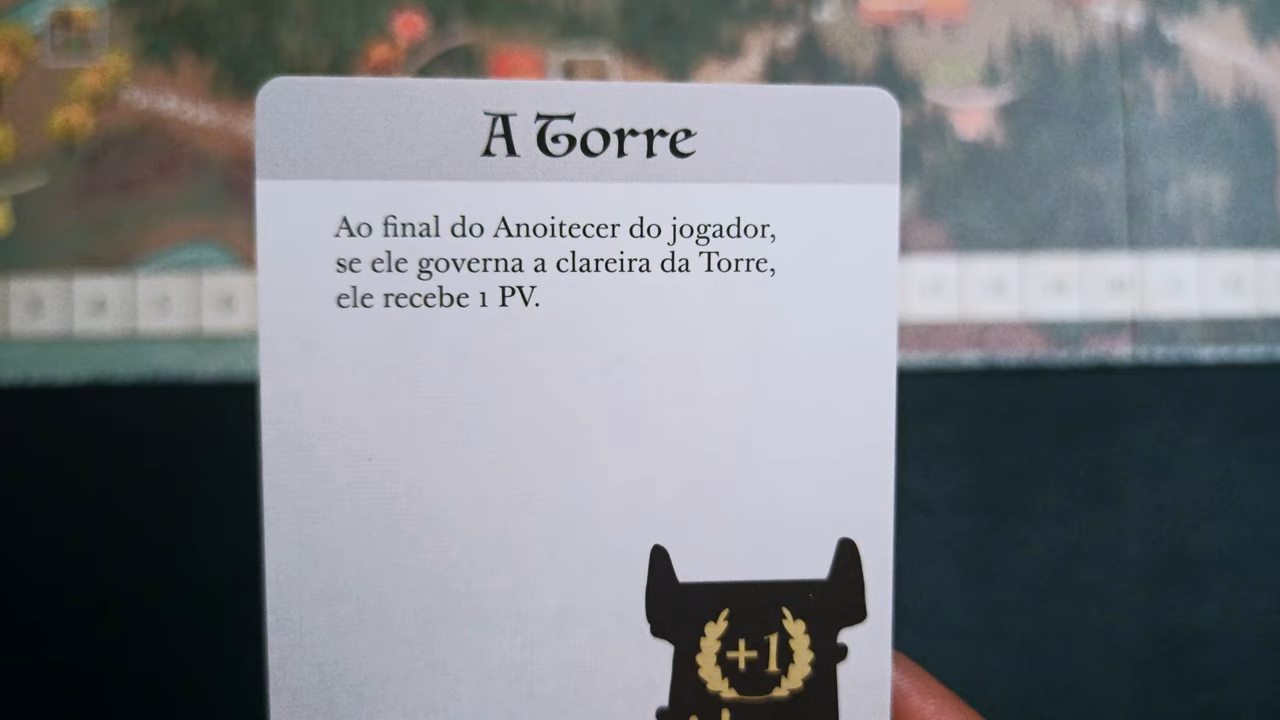 A Torre
Ao final do Anoitecer do jogador,
se ele governa a clareira da Torre,
ele recebe 1 PV.
+1